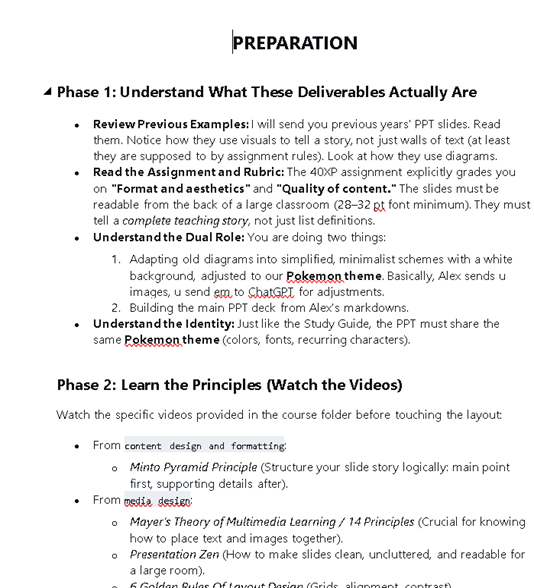 PREPARATION
Phase 1: Understand What These Deliverables Actually Are
• Review Previous Examples: I will send you previous years' PPT slides. Read
them. Notice how they use visuals to tell a story, not just walls of text (at least
they are supposed to by assignment rules). Look at how they use diagrams.
• Read the Assignment and Rubric: The 40XP assignment explicitly grades you
on "Format and aesthetics" and "Quality of content." The slides must be
readable from the back of a large classroom (28–32 pt font minimum). They must
tell a complete teaching story, not just list definitions.
• Understand the Dual Role: You are doing two things:
1. Adapting old diagrams into simplified, minimalist schemes with a white
background, adjusted to our Pokemon theme. Basically, Alex sends u
images, u send em to ChatGPT for adjustments.
2. Building the main PPT deck from Alex's markdowns.
• Understand the Identity: Just like the Study Guide, the PPT must share the
same Pokemon theme (colors, fonts, recurring characters).
Phase 2: Learn the Principles (Watch the Videos)
Watch the specific videos provided in the course folder before touching the layout:
• From content design and formatting:
o Minto Pyramid Principle (Structure your slide story logically: main point
first, supporting details after).
• From media design:
o Mayer's Theory of Multimedia Learning / 14 Principles (Crucial for knowing
how to place text and images together).
o Presentation Zen (How to make slides clean, uncluttered, and readable for
a large room).
o 6 Golden Rules Of Layout Design (Grids, alignment, contrast)